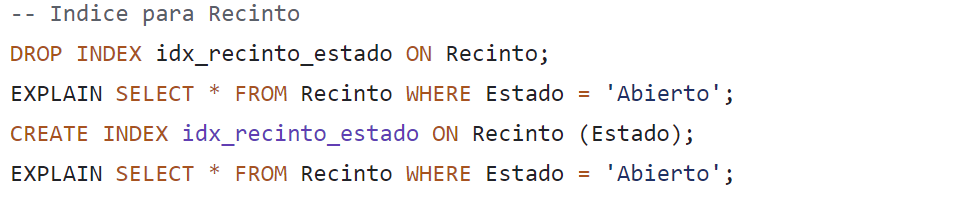 -- Indice para Recinto
DROP INDEX idx_recinto_estado ON Recinto;
EXPLAIN SELECT * FROM Recinto WHERE Estado = 'Abierto';
CREATE INDEX idx_recinto_estado ON Recinto (Estado);
EXPLAIN SELECT * FROM Recinto WHERE Estado = 'Abierto';